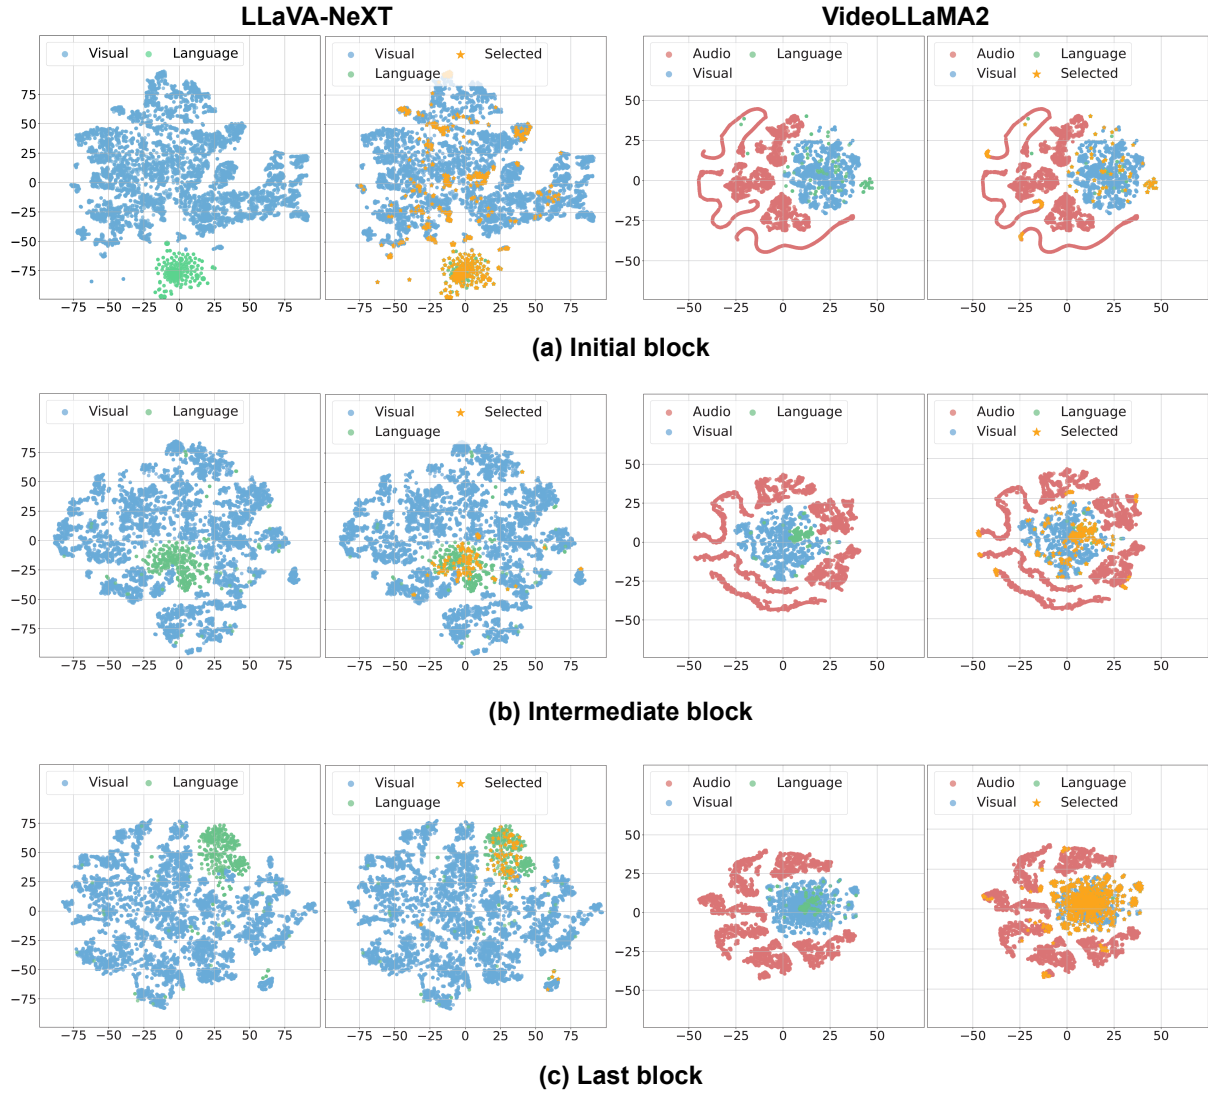 LLaVA-NeXT
VideoLLaMA2
Visual Language
75
50
25
0
−25
−50
−75
−75 −50 −25 0 25 50 75
Visual Selected
Language
−75 −50 −25 0 25 50 75
Audio Language
Visual
50
25
0
−25
−50
−50 −25 0 25 50
Audio Language
Visual Selected
−50 −25 0 25 50
(a) Initial block
Visual Language
75
50
25
0
−25
−50
−75
−75 −50 −25 0 25 50 75
Visual Selected
Language
−75 −50 −25 0 25 50 75
Audio Language
Visual
50
25
0
−25
−50
−50 −25 0 25 50
Audio Language
Visual Selected
−50 −25 0 25 50
(b) Intermediate block
Visual Language
75
50
25
0
−25
−50
−75
−75 −50 −25 0 25 50 75
Visual Selected
Language
−75 −50 −25 0 25 50 75
Audio Language
Visual
50
25
0
−25
−50
−50 −25 0 25 50
Audio Language
Visual Selected
−50 −25 0 25 50
(c) Last block